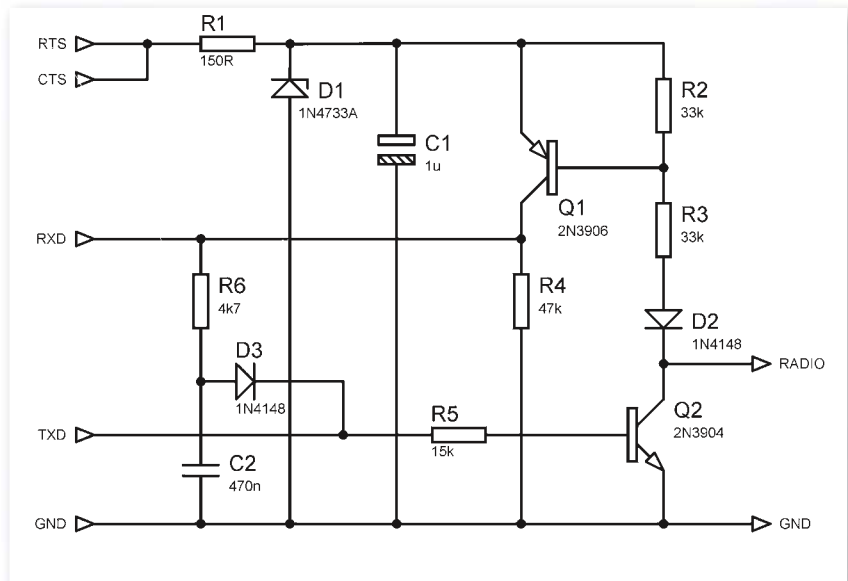 RTS
CTS
R1
150R
D1
1N4733A
C1
1u
R2
33k
Q1
2N3906
R3
33k
RXD
R6
4k7
R4
47k
D2
1N4148
D3
1N4148
RADIO
TXD
R5
15k
Q2
2N3904
C2
470n
GND
GND